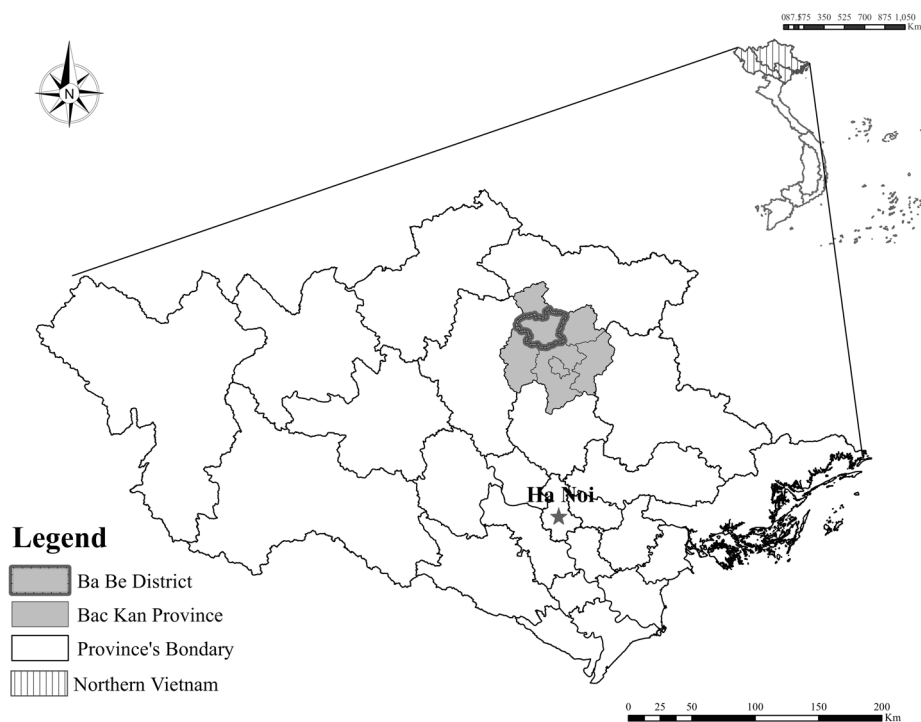 087.5175 350 525 700 875 1,050
Km
N
Ha Noi
Legend
Ba Be District
Bac Kan Province
Province's Bondary
Northern Vietnam
0 25 50 100 150 200
Km